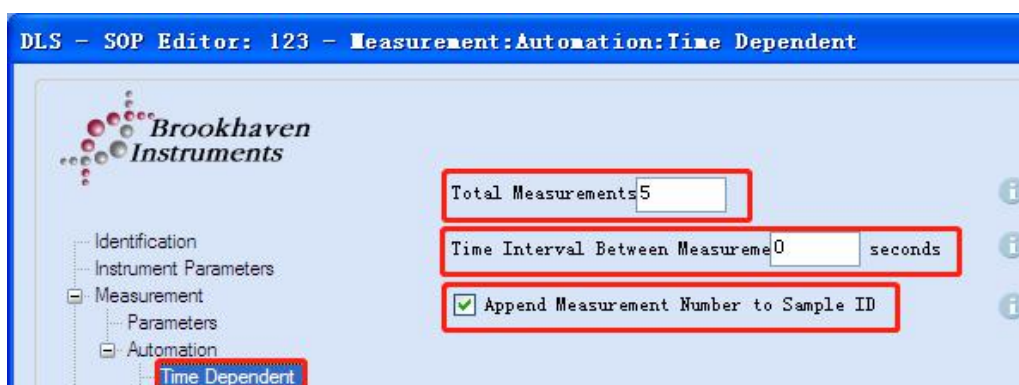 DLS - SOP Editor: 123 - Measurement:Automation:Time Dependent
Brookhaven
Instruments
Total Measurements 5
Time Interval Between Measureme 0 seconds
Append Measurement Number to Sample ID
Identification
Instrument Parameters
Measurement
Parameters
Automation
Time Dependent